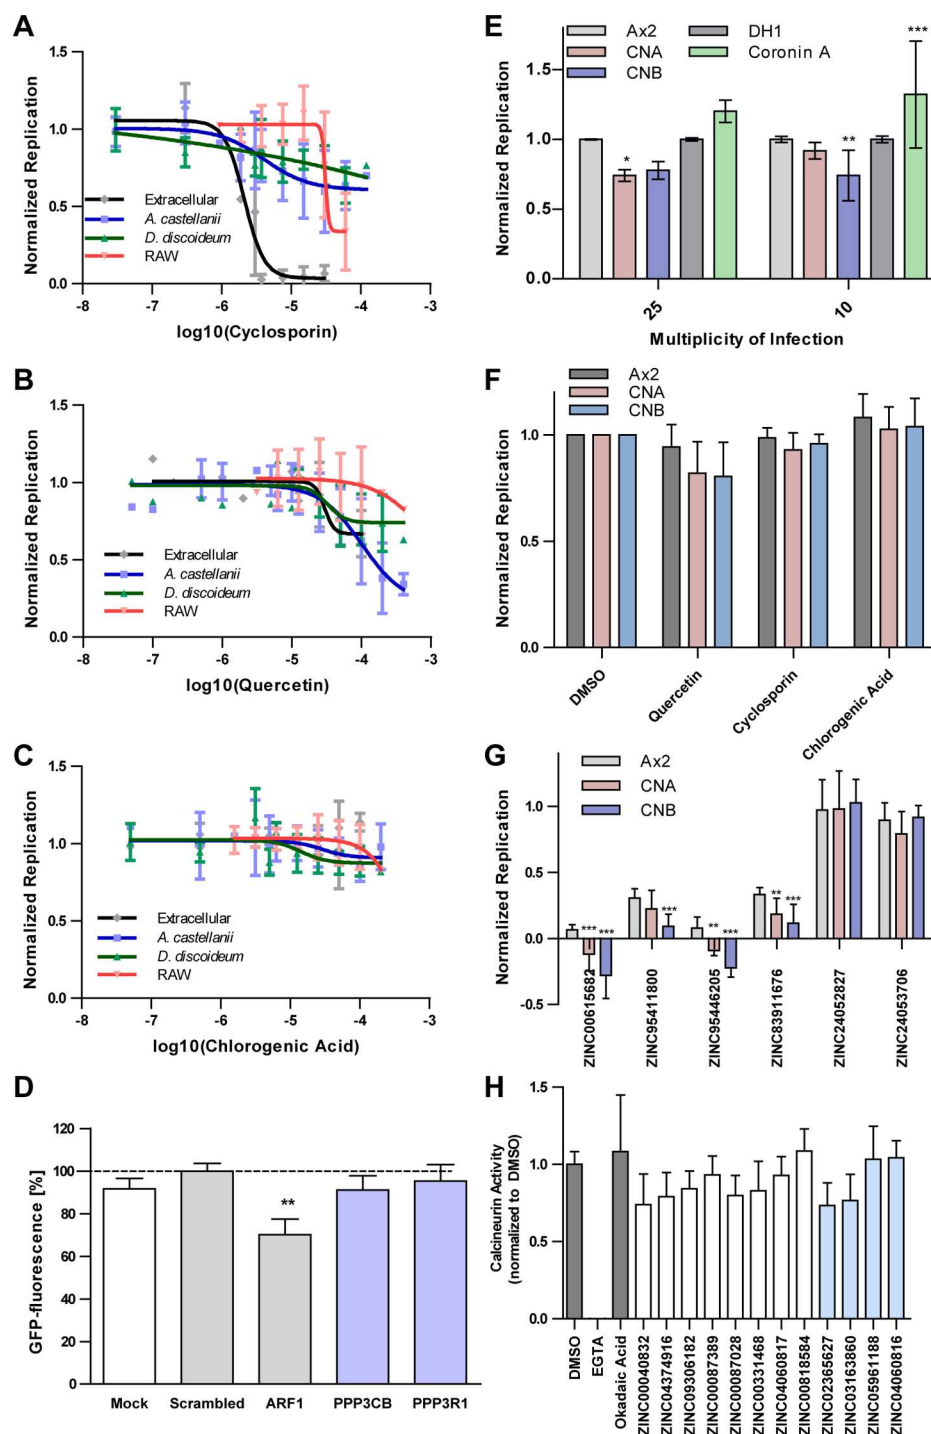 A
Normalized Replication
1.5
1.0
0.5
0.0
Extracellular
A. castellanii
D. discoideum
RAW
-8
-7
-6
-5
-4
-3
log10(Cyclosporin)
B
Normalized Replication
1.5
1.0
0.5
0.0
Extracellular
A. castellanii
D. discoideum
RAW
-8
-7
-6
-5
-4
-3
log10(Quercetin)
C
Normalized Replication
1.5
1.0
0.5
0.0
Extracellular
A. castellanii
D. discoideum
RAW
-8
-7
-6
-5
-4
-3
log10(Chlorogenic Acid)
D
GFP-fluorescence [%]
120
100
80
60
40
20
0
**
Mock
Scrambled
ARF1
PPP3CB
PPP3R1
E
Ax2
CNA
CNB
DH1
Coronin A
Normalized Replication
1.5
1.0
0.5
0.0
*
**
***
25
10
Multiplicity of Infection
F
Ax2
CNA
CNB
Normalized Replication
1.5
1.0
0.5
0.0
DMSO
Quercetin
Cyclosporin
Chlorogenic Acid
G
Ax2
CNA
CNB
Normalized Replication
1.0
0.5
0.0
-0.5
***
***
***
**
***
**
***
ZINC00615682
ZINC95411800
ZINC95446205
ZINC83911676
ZINC24052827
ZINC24053706
H
Calcineurin Activity
(normalized to DMSO)
1.5
1.0
0.5
0.0
DMSO
EGTA
Okadaic Acid
ZINC00040832
ZINC04374916
ZINC09306182
ZINC00087389
ZINC00087028
ZINC00331468
ZINC04060817
ZINC00818584
ZINC02365627
ZINC03163860
ZINC05961188
ZINC04060816